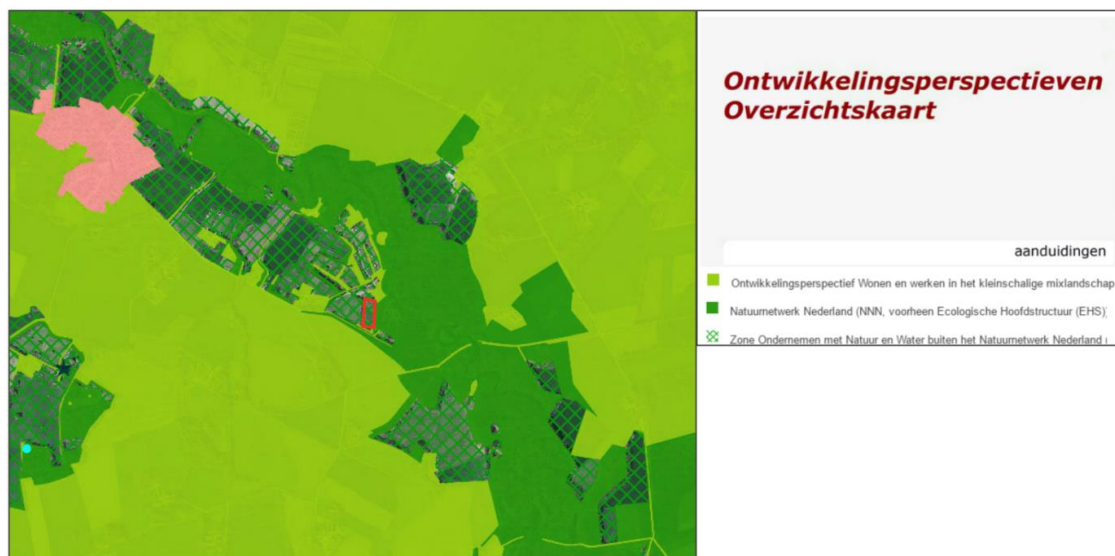 Ontwikkelingsperspectieven
Overzichtskaart
aanduidingen
Ontwikkelingsperspectief Wonen en werken in het kleinschalige mixlandschap
Natuurnetwerk Nederland (NNN, voorheen Ecologische Hoofdstructuur (EHS))
Zone Ondernemen met Natuur en Water buiten het Natuurnetwerk Nederland